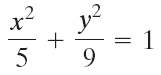 x²/5 + y²/9 = 1